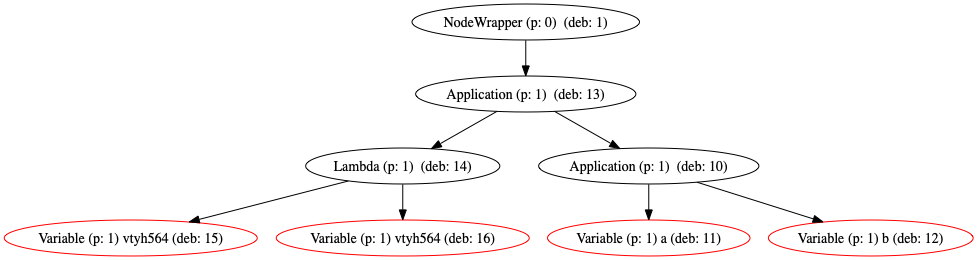 NodeWrapper (p: 0)  (deb: 1)
Application (p: 1)  (deb: 13)
Lambda (p: 1)  (deb: 14)
Application (p: 1)  (deb: 10)
Variable (p: 1) vtyh564 (deb: 15)
Variable (p: 1) vtyh564 (deb: 16)
Variable (p: 1) a (deb: 11)
Variable (p: 1) b (deb: 12)